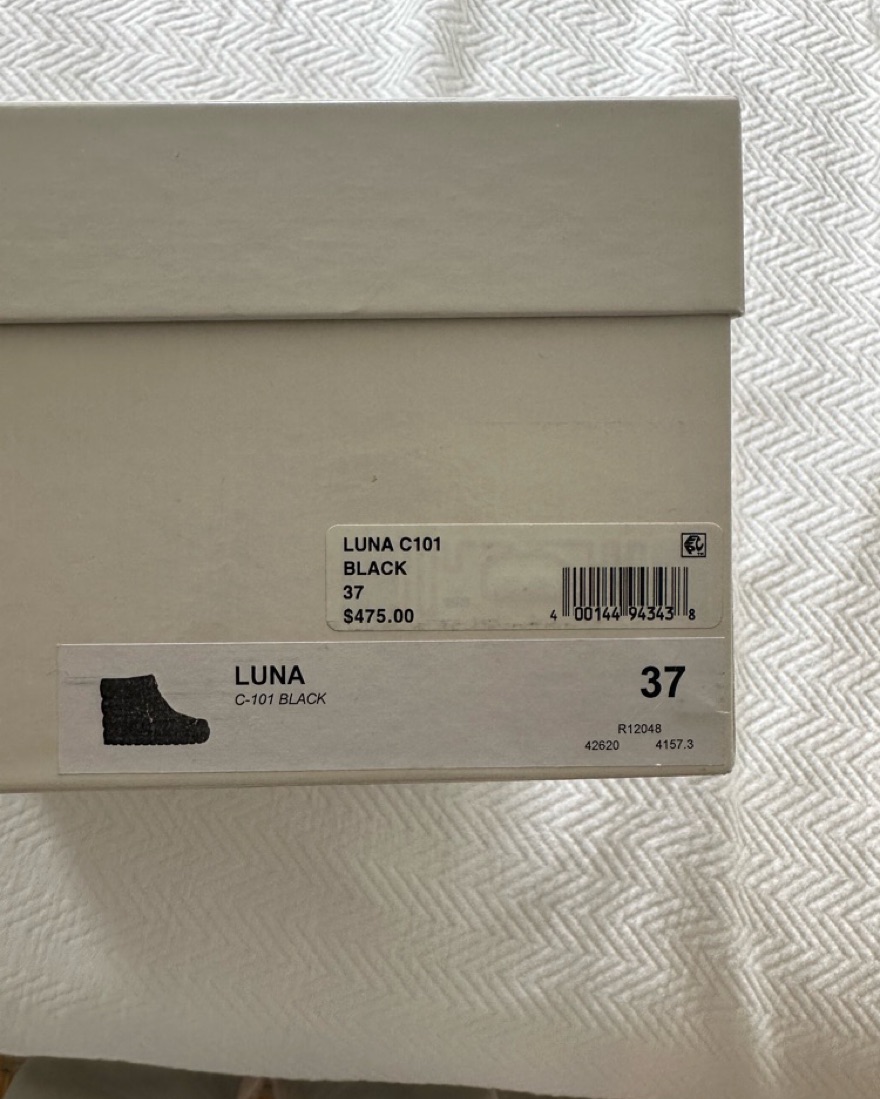 LUNA C101
BLACK
37
$475.00
4 00144 94343 8
LUNA
C-101 BLACK
37
R12048
42620 4157.3